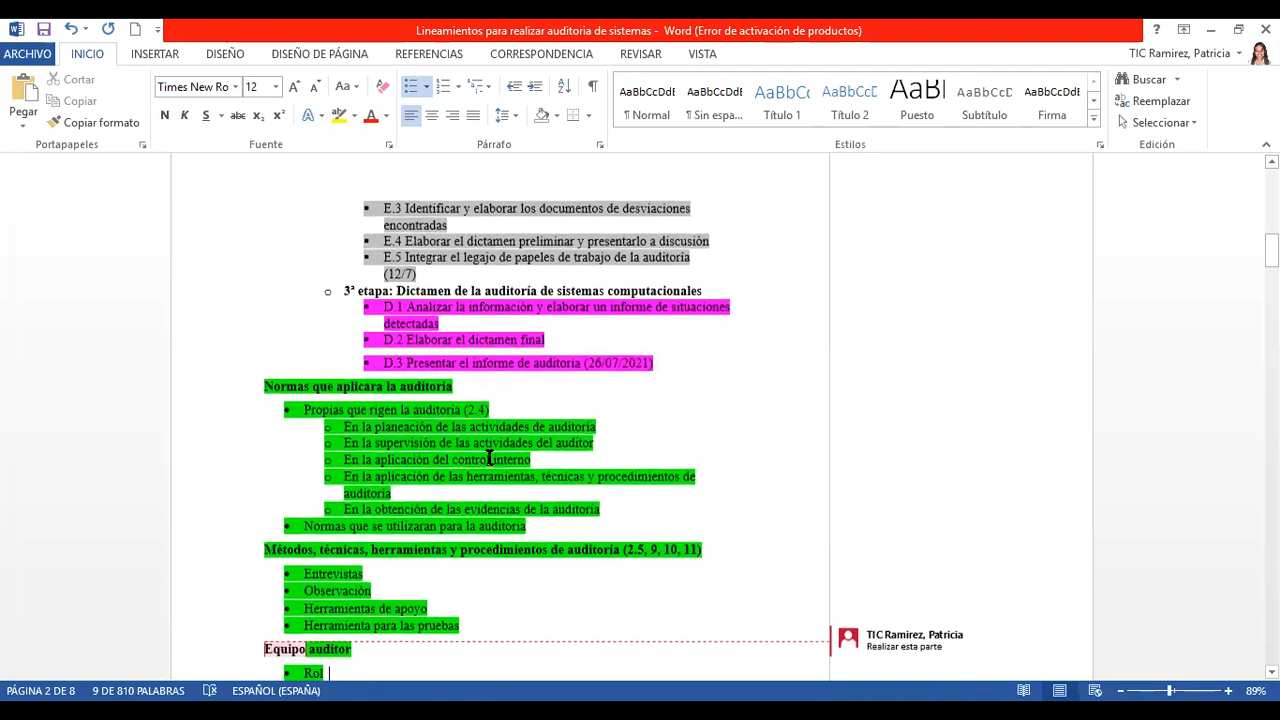 Lineamientos para realizar auditoria de sistemas - Word (Error de activación de productos)
ARCHIVO INICIO INSERTAR DISEÑO DISEÑO DE PÁGINA REFERENCIAS CORRESPONDENCIA REVISAR VISTA TIC Ramirez, Patricia
Pegar
Cortar
Copiar
Copiar formato
Portapapeles
Times New Ro 12
N K S abc x₂ x²
Fuente
Párrafo
AaBbCcDdI AaBbCcDdI AaBbCc AaBbCcD AaBl AaBbCcD AaBbCcDdI
¶ Normal ¶ Sin espa... Título 1 Título 2 Puesto Subtítulo Firma
Estilos
Buscar
Reemplazar
Seleccionar
Edición
▪ E.3 Identificar y elaborar los documentos de desviaciones
encontradas
▪ E.4 Elaborar el dictamen preliminar y presentarlo a discusión
▪ E.5 Integrar el legajo de papeles de trabajo de la auditoría
(12/7)
o 3ª etapa: Dictamen de la auditoría de sistemas computacionales
▪ D.1 Analizar la información y elaborar un informe de situaciones
detectadas
▪ D.2 Elaborar el dictamen final
▪ D.3 Presentar el informe de auditoria (26/07/2021)
Normas que aplicara la auditoría
• Propias que rigen la auditoria (2.4)
o En la planeación de las actividades de auditoría
o En la supervisión de las actividades del auditor
o En la aplicación del control interno
o En la aplicación de las herramientas, técnicas y procedimientos de
auditoría
o En la obtención de las evidencias de la auditoría
• Normas que se utilizaran para la auditoria
Métodos, técnicas, herramientas y procedimientos de auditoría (2.5, 9, 10, 11)
• Entrevistas
• Observación
• Herramientas de apoyo
• Herramienta para las pruebas
Equipo auditor
• Rol
TIC Ramirez, Patricia
Realizar esta parte
PÁGINA 2 DE 8 9 DE 810 PALABRAS ESPAÑOL (ESPAÑA) 89%